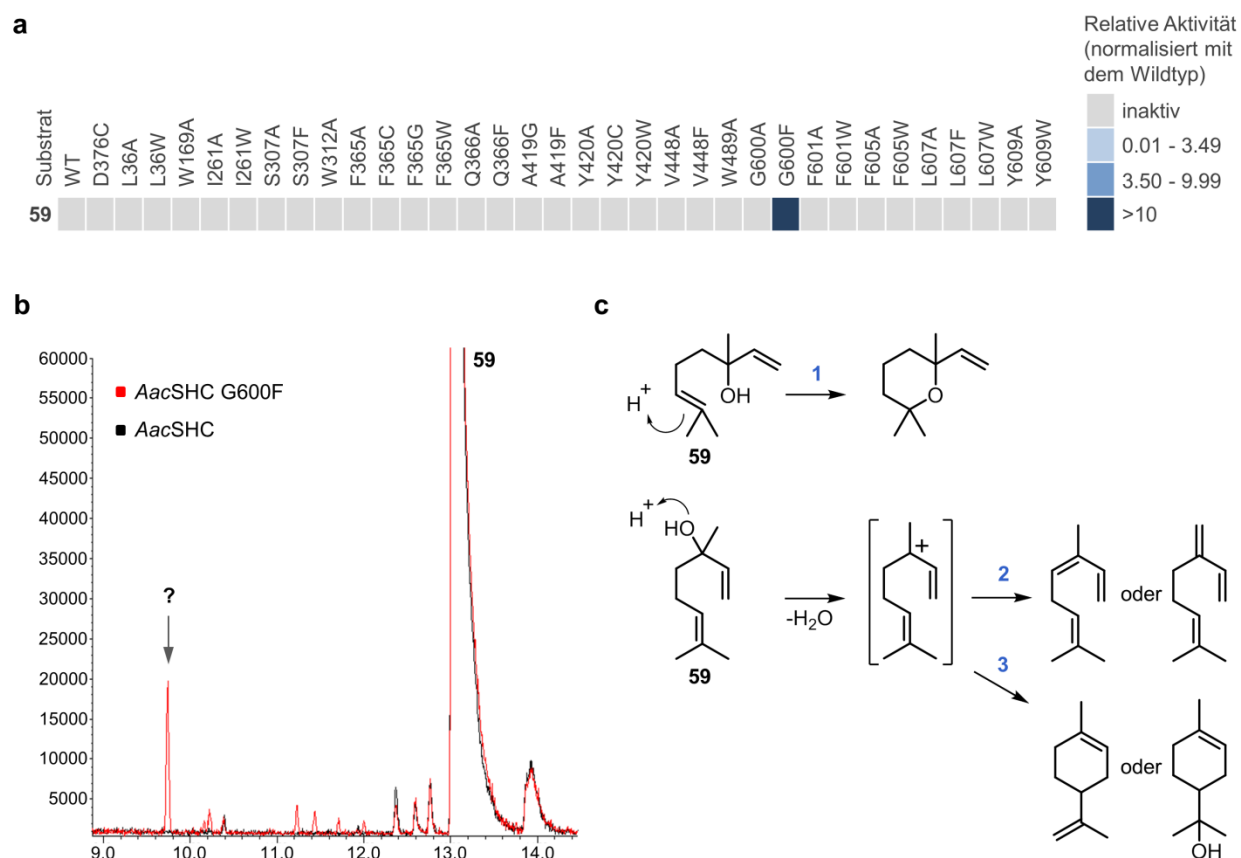 a
Relative Aktivität
(normalisiert mit
dem Wildtyp)
inaktiv
0.01 - 3.49
3.50 - 9.99
>10
Substrat
WT
D376C
L36A
L36W
W169A
I261A
I261W
S307A
S307F
W312A
F365A
F365C
F365G
F365W
Q366A
Q366F
A419G
A419F
Y420A
Y420C
Y420W
V448A
V448F
W489A
G600A
G600F
F601A
F601W
F605A
F605W
L607A
L607F
L607W
Y609A
Y609W
59
b
60000
55000
50000
45000
40000
35000
30000
25000
20000
15000
10000
5000
AacSHC G600F
AacSHC
?
59
9.0 10.0 11.0 12.0 13.0 14.0
c
H+
OH
59
1
O
H+
HO
59
-H2O
+
2
oder
3
oder
OH